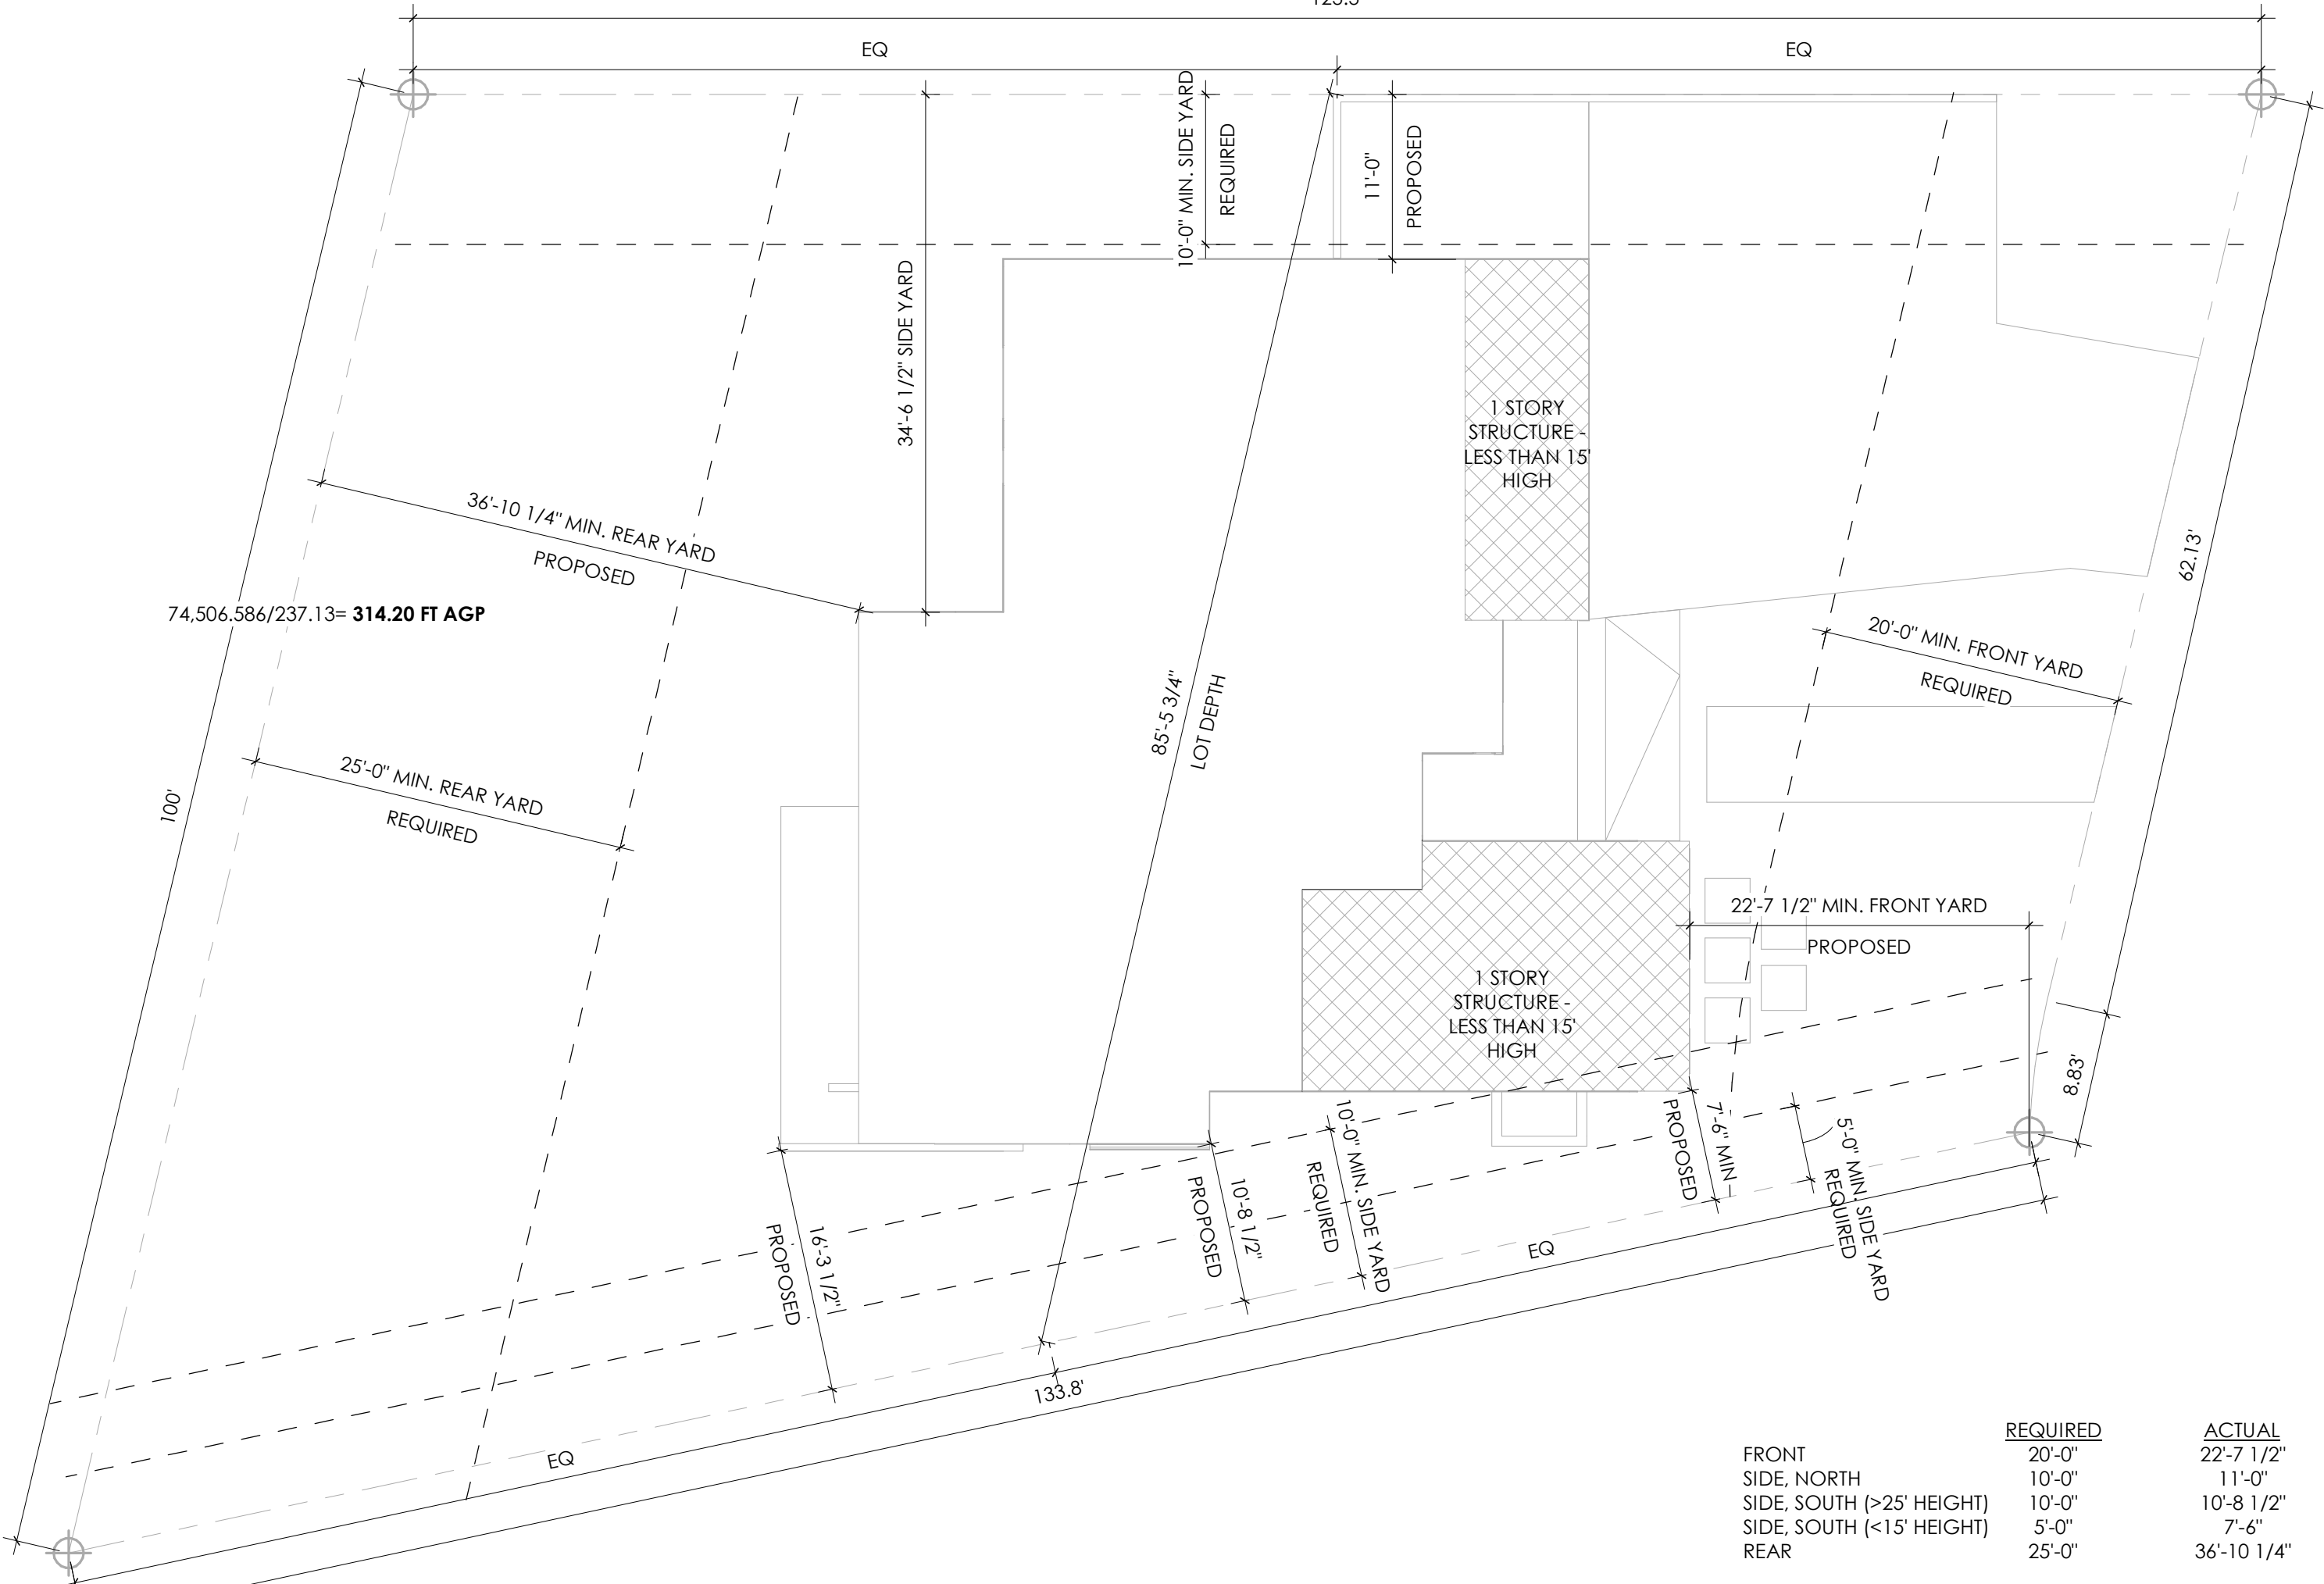 EQ
EQ
10'-0" MIN. SIDE YARD
REQUIRED
11'-0"
PROPOSED
34'-6 1/2" SIDE YARD
1 STORY
STRUCTURE -
LESS THAN 15'
HIGH
36'-10 1/4" MIN. REAR YARD
PROPOSED
62.13'
74,506.586/237.13= 314.20 FT AGP
20'-0" MIN. FRONT YARD
REQUIRED
85'-5 3/4"
LOT DEPTH
100'
25'-0" MIN. REAR YARD
REQUIRED
22'-7 1/2" MIN. FRONT YARD
PROPOSED
1 STORY
STRUCTURE -
LESS THAN 15'
HIGH
8.83'
7'-6" MIN
PROPOSED
5'-0" MIN. SIDE YARD
REQUIRED
10'-0" MIN. SIDE YARD
REQUIRED
10'-8 1/2"
PROPOSED
16'-3 1/2"
PROPOSED
EQ
133.8'
EQ
REQUIRED ACTUAL
FRONT 20'-0" 22'-7 1/2"
SIDE, NORTH 10'-0" 11'-0"
SIDE, SOUTH (>25' HEIGHT) 10'-0" 10'-8 1/2"
SIDE, SOUTH (<15' HEIGHT) 5'-0" 7'-6"
REAR 25'-0" 36'-10 1/4"